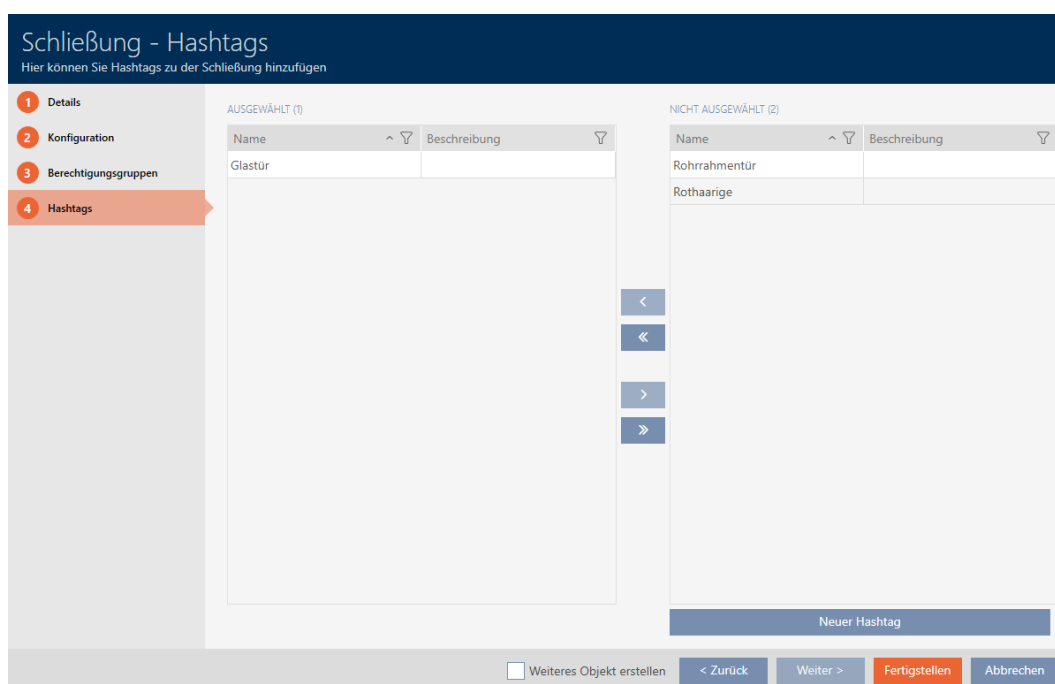 Schließung - Hashtags
Hier können Sie Hashtags zu der Schließung hinzufügen
1 Details
2 Konfiguration
3 Berechtigungsgruppen
4 Hashtags
AUSGEWÄHLT (1)
Name Beschreibung
Glastür
NICHT AUSGEWÄHLT (2)
Name Beschreibung
Rohrrahmentür
Rothaarige
Neuer Hashtag
Weiteres Objekt erstellen < Zurück Weiter > Fertigstellen Abbrechen